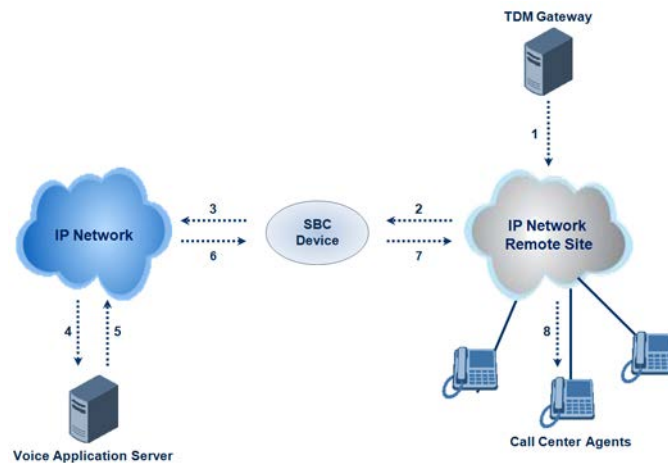 TDM Gateway
1
3
2
IP Network
SBC
Device
IP Network
Remote Site
6
7
4
5
8
Voice Application Server
Call Center Agents